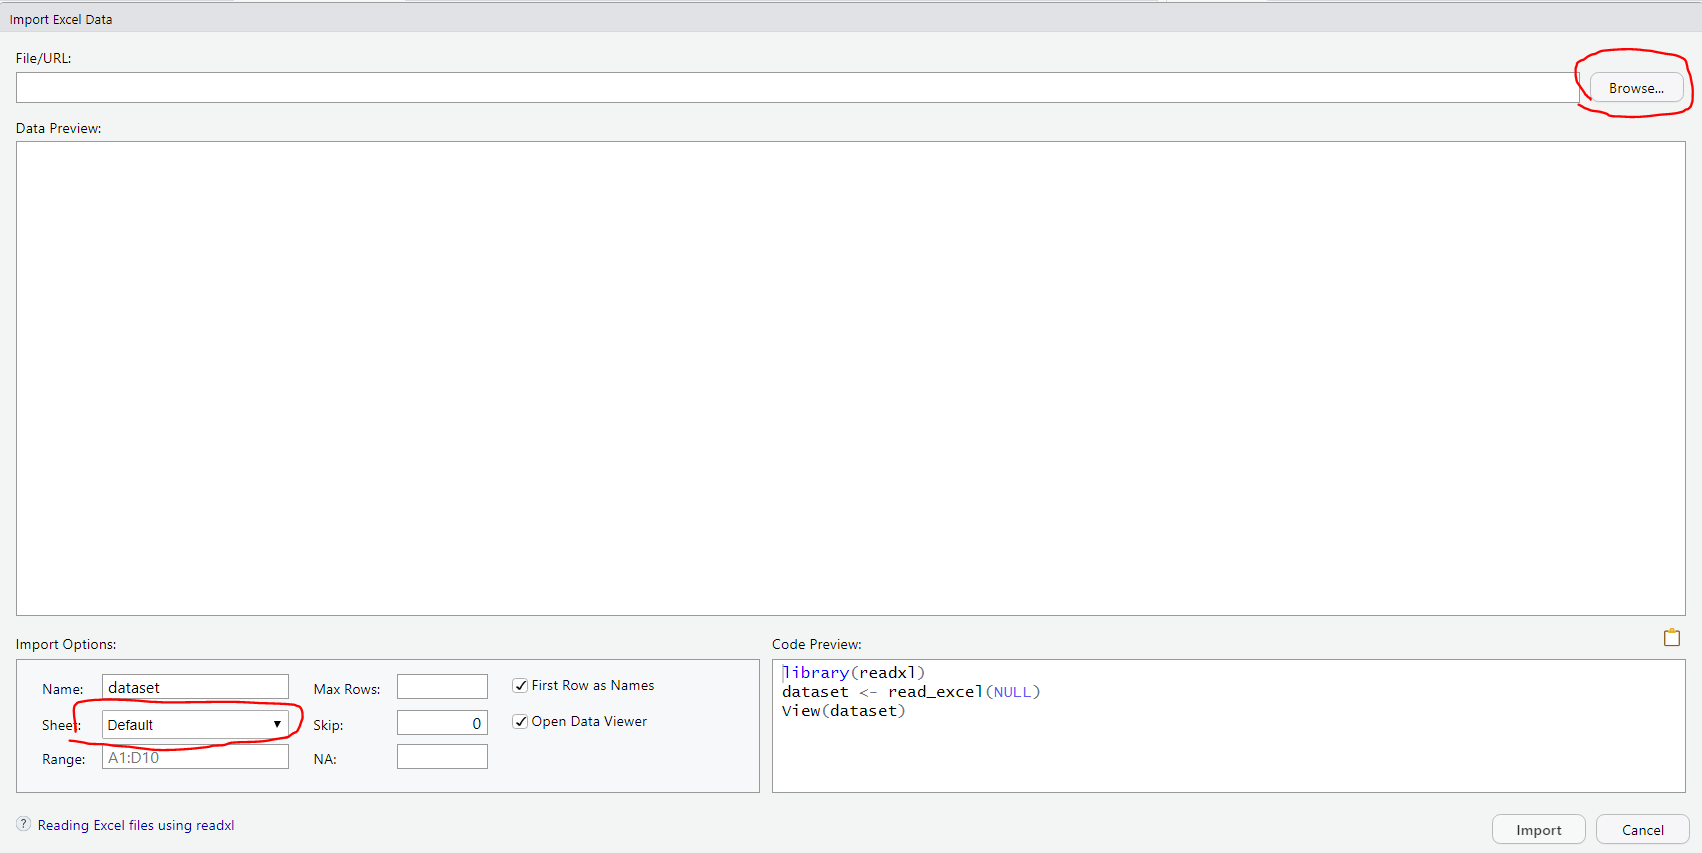 Import Excel Data
File/URL:
Browse...
Data Preview:
Import Options:
Name: dataset Max Rows: First Row as Names
Sheet: Default Skip: 0 Open Data Viewer
Range: A1:D10 NA:
Code Preview:
library(readxl)
dataset <- read_excel(NULL)
View(dataset)
? Reading Excel files using readxl
Import Cancel